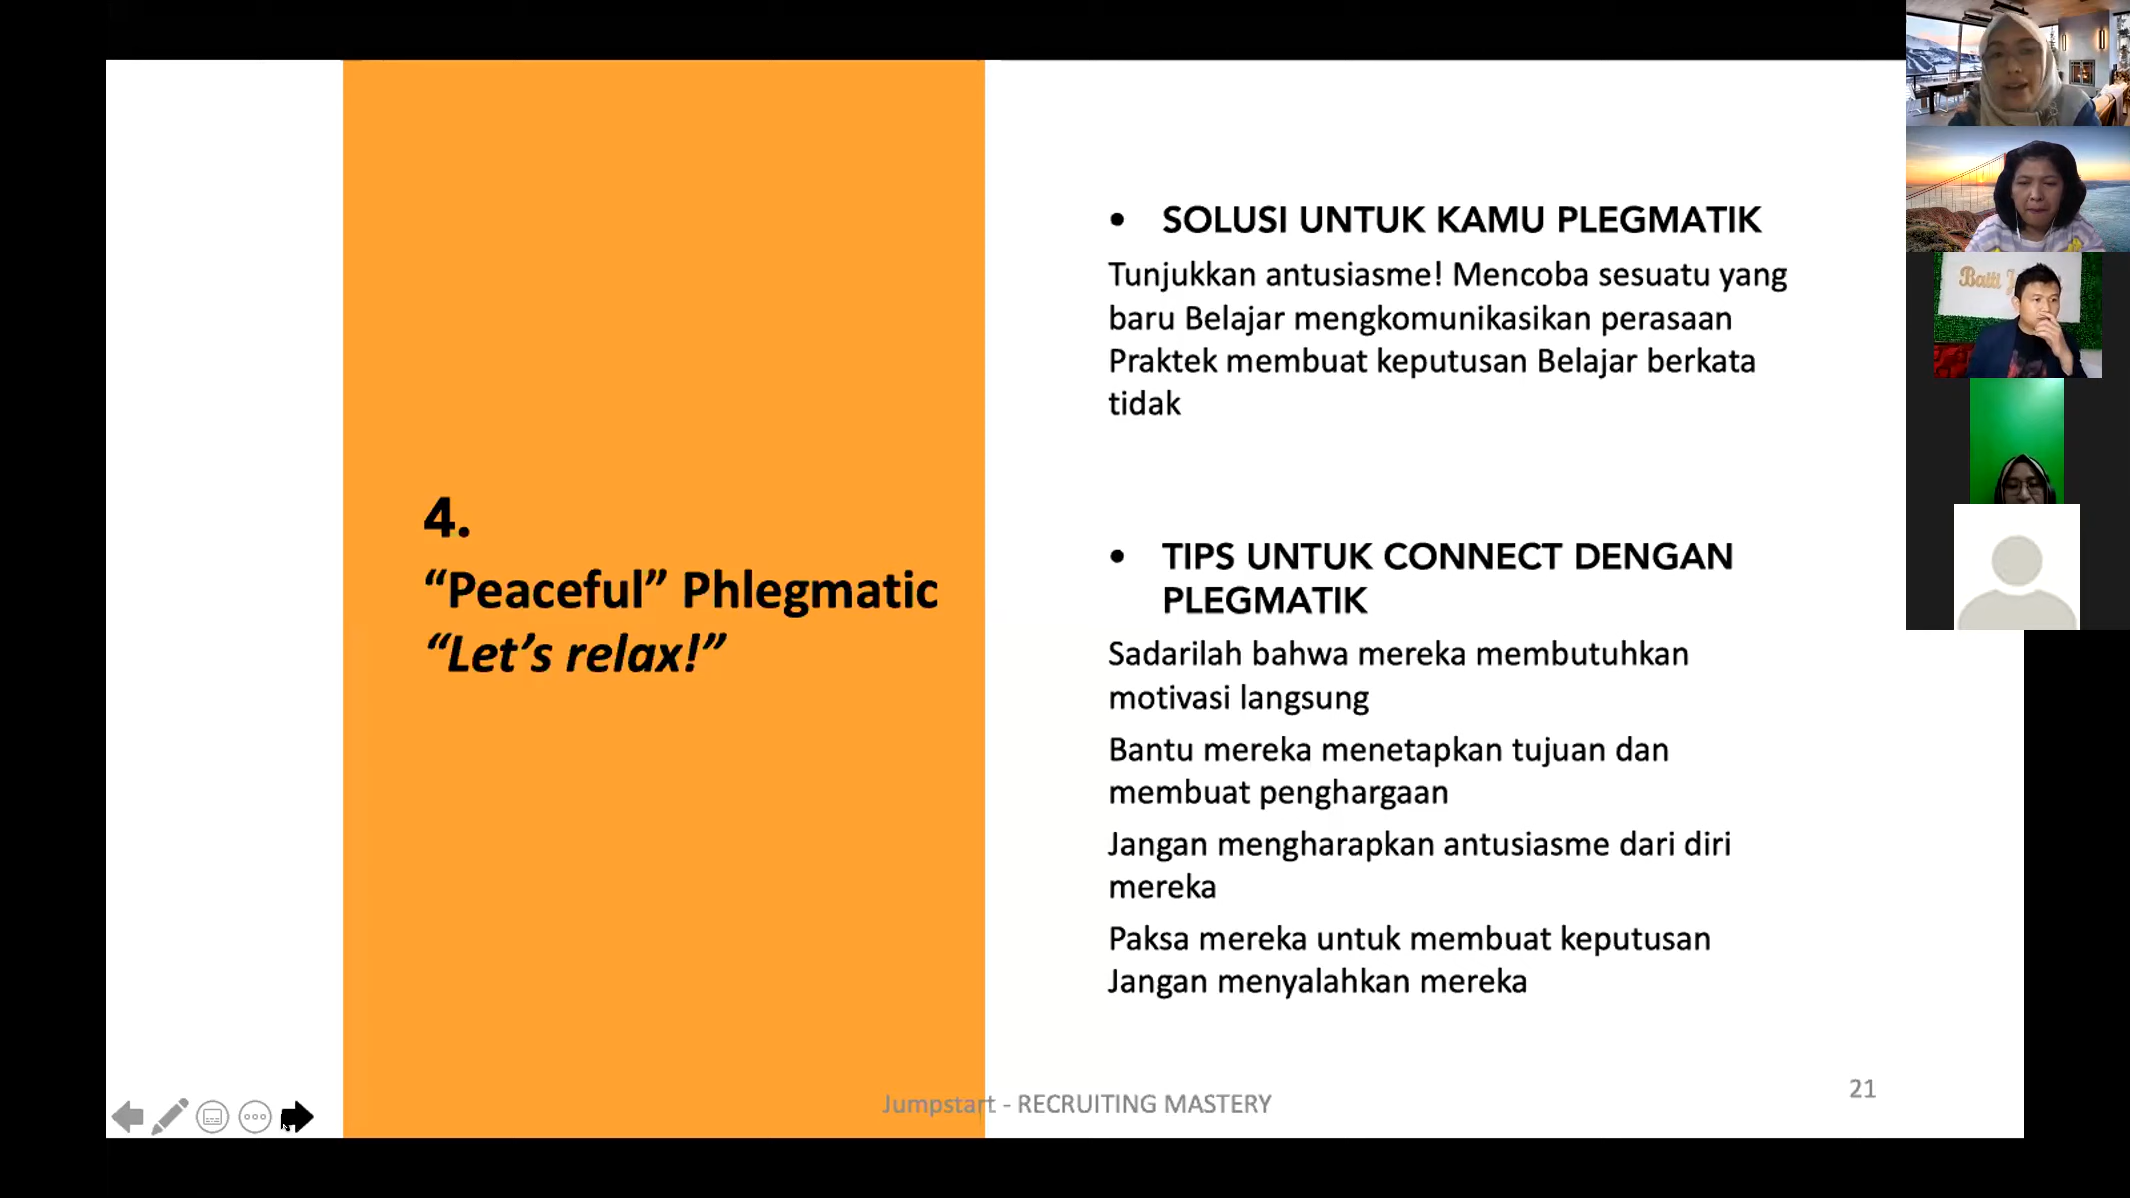 4.
“Peaceful” Phlegmatic
“Let’s relax!”
• SOLUSI UNTUK KAMU PLEGMATIK
Tunjukkan antusiasme! Mencoba sesuatu yang
baru Belajar mengkomunikasikan perasaan
Praktek membuat keputusan Belajar berkata
tidak
• TIPS UNTUK CONNECT DENGAN
PLEGMATIK
Sadarilah bahwa mereka membutuhkan
motivasi langsung
Bantu mereka menetapkan tujuan dan
membuat penghargaan
Jangan mengharapkan antusiasme dari diri
mereka
Paksa mereka untuk membuat keputusan
Jangan menyalahkan mereka
Jumpstart - RECRUITING MASTERY
21